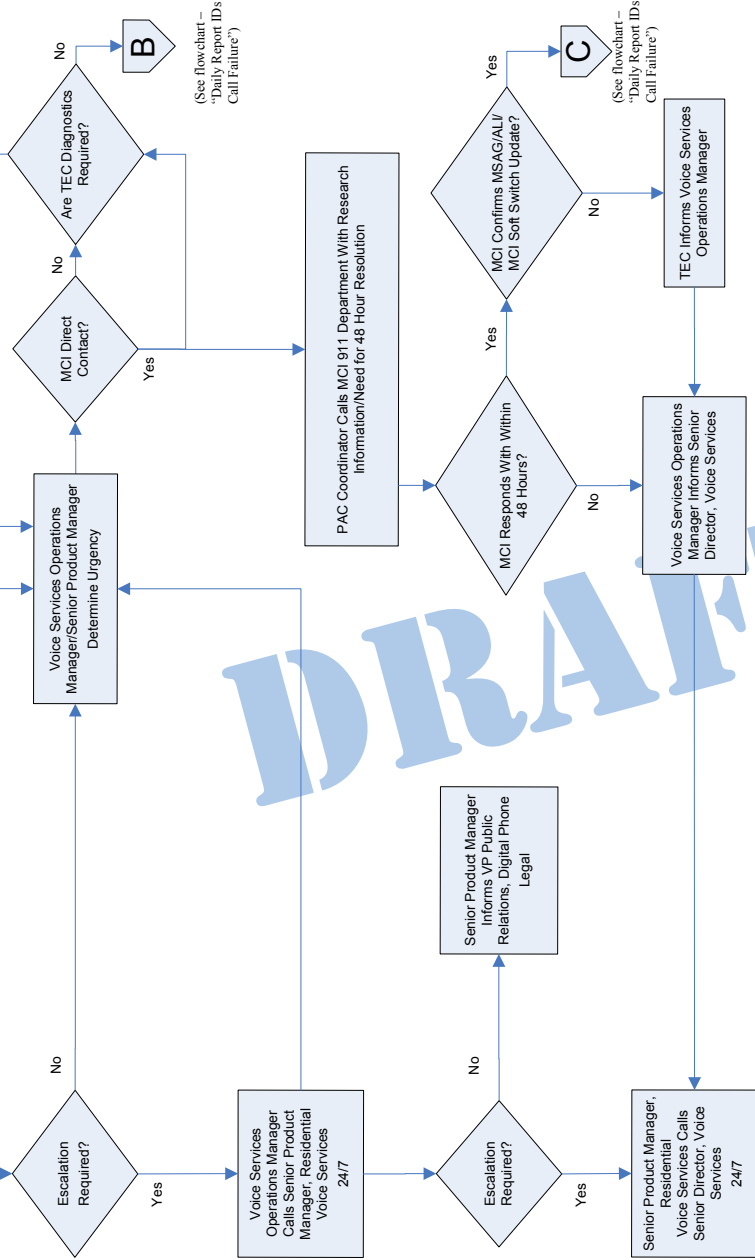 Escalation
Required?
No
Yes
Voice Services
Operations Manager
Calls Senior Product
Manager, Residential
Voice Services
24/7
Escalation
Required?
No
Yes
Senior Product Manager
Informs VP Public
Relations, Digital Phone
Legal
Senior Product Manager,
Residential
Voice Services Calls
Senior Director, Voice
Services
24/7
Voice Services Operations
Manager/Senior Product Manager
Determine Urgency
MCI Direct
Contact?
No
Yes
Are TEC Diagnostics
Required?
No
B
(See flowchart –
“Daily Report IDs
Call Failure”)
PAC Coordinator Calls MCI 911 Department With Research
Information/Need for 48 Hour Resolution
MCI Responds With Within
48 Hours?
Yes
No
MCI Confirms MSAG/ALI/
MCI Soft Switch Update?
Yes
No
C
(See flowchart –
“Daily Report IDs
Call Failure”)
TEC Informs Voice Services
Operations Manager
Voice Services Operations
Manager Informs Senior
Director, Voice Services
DRAF